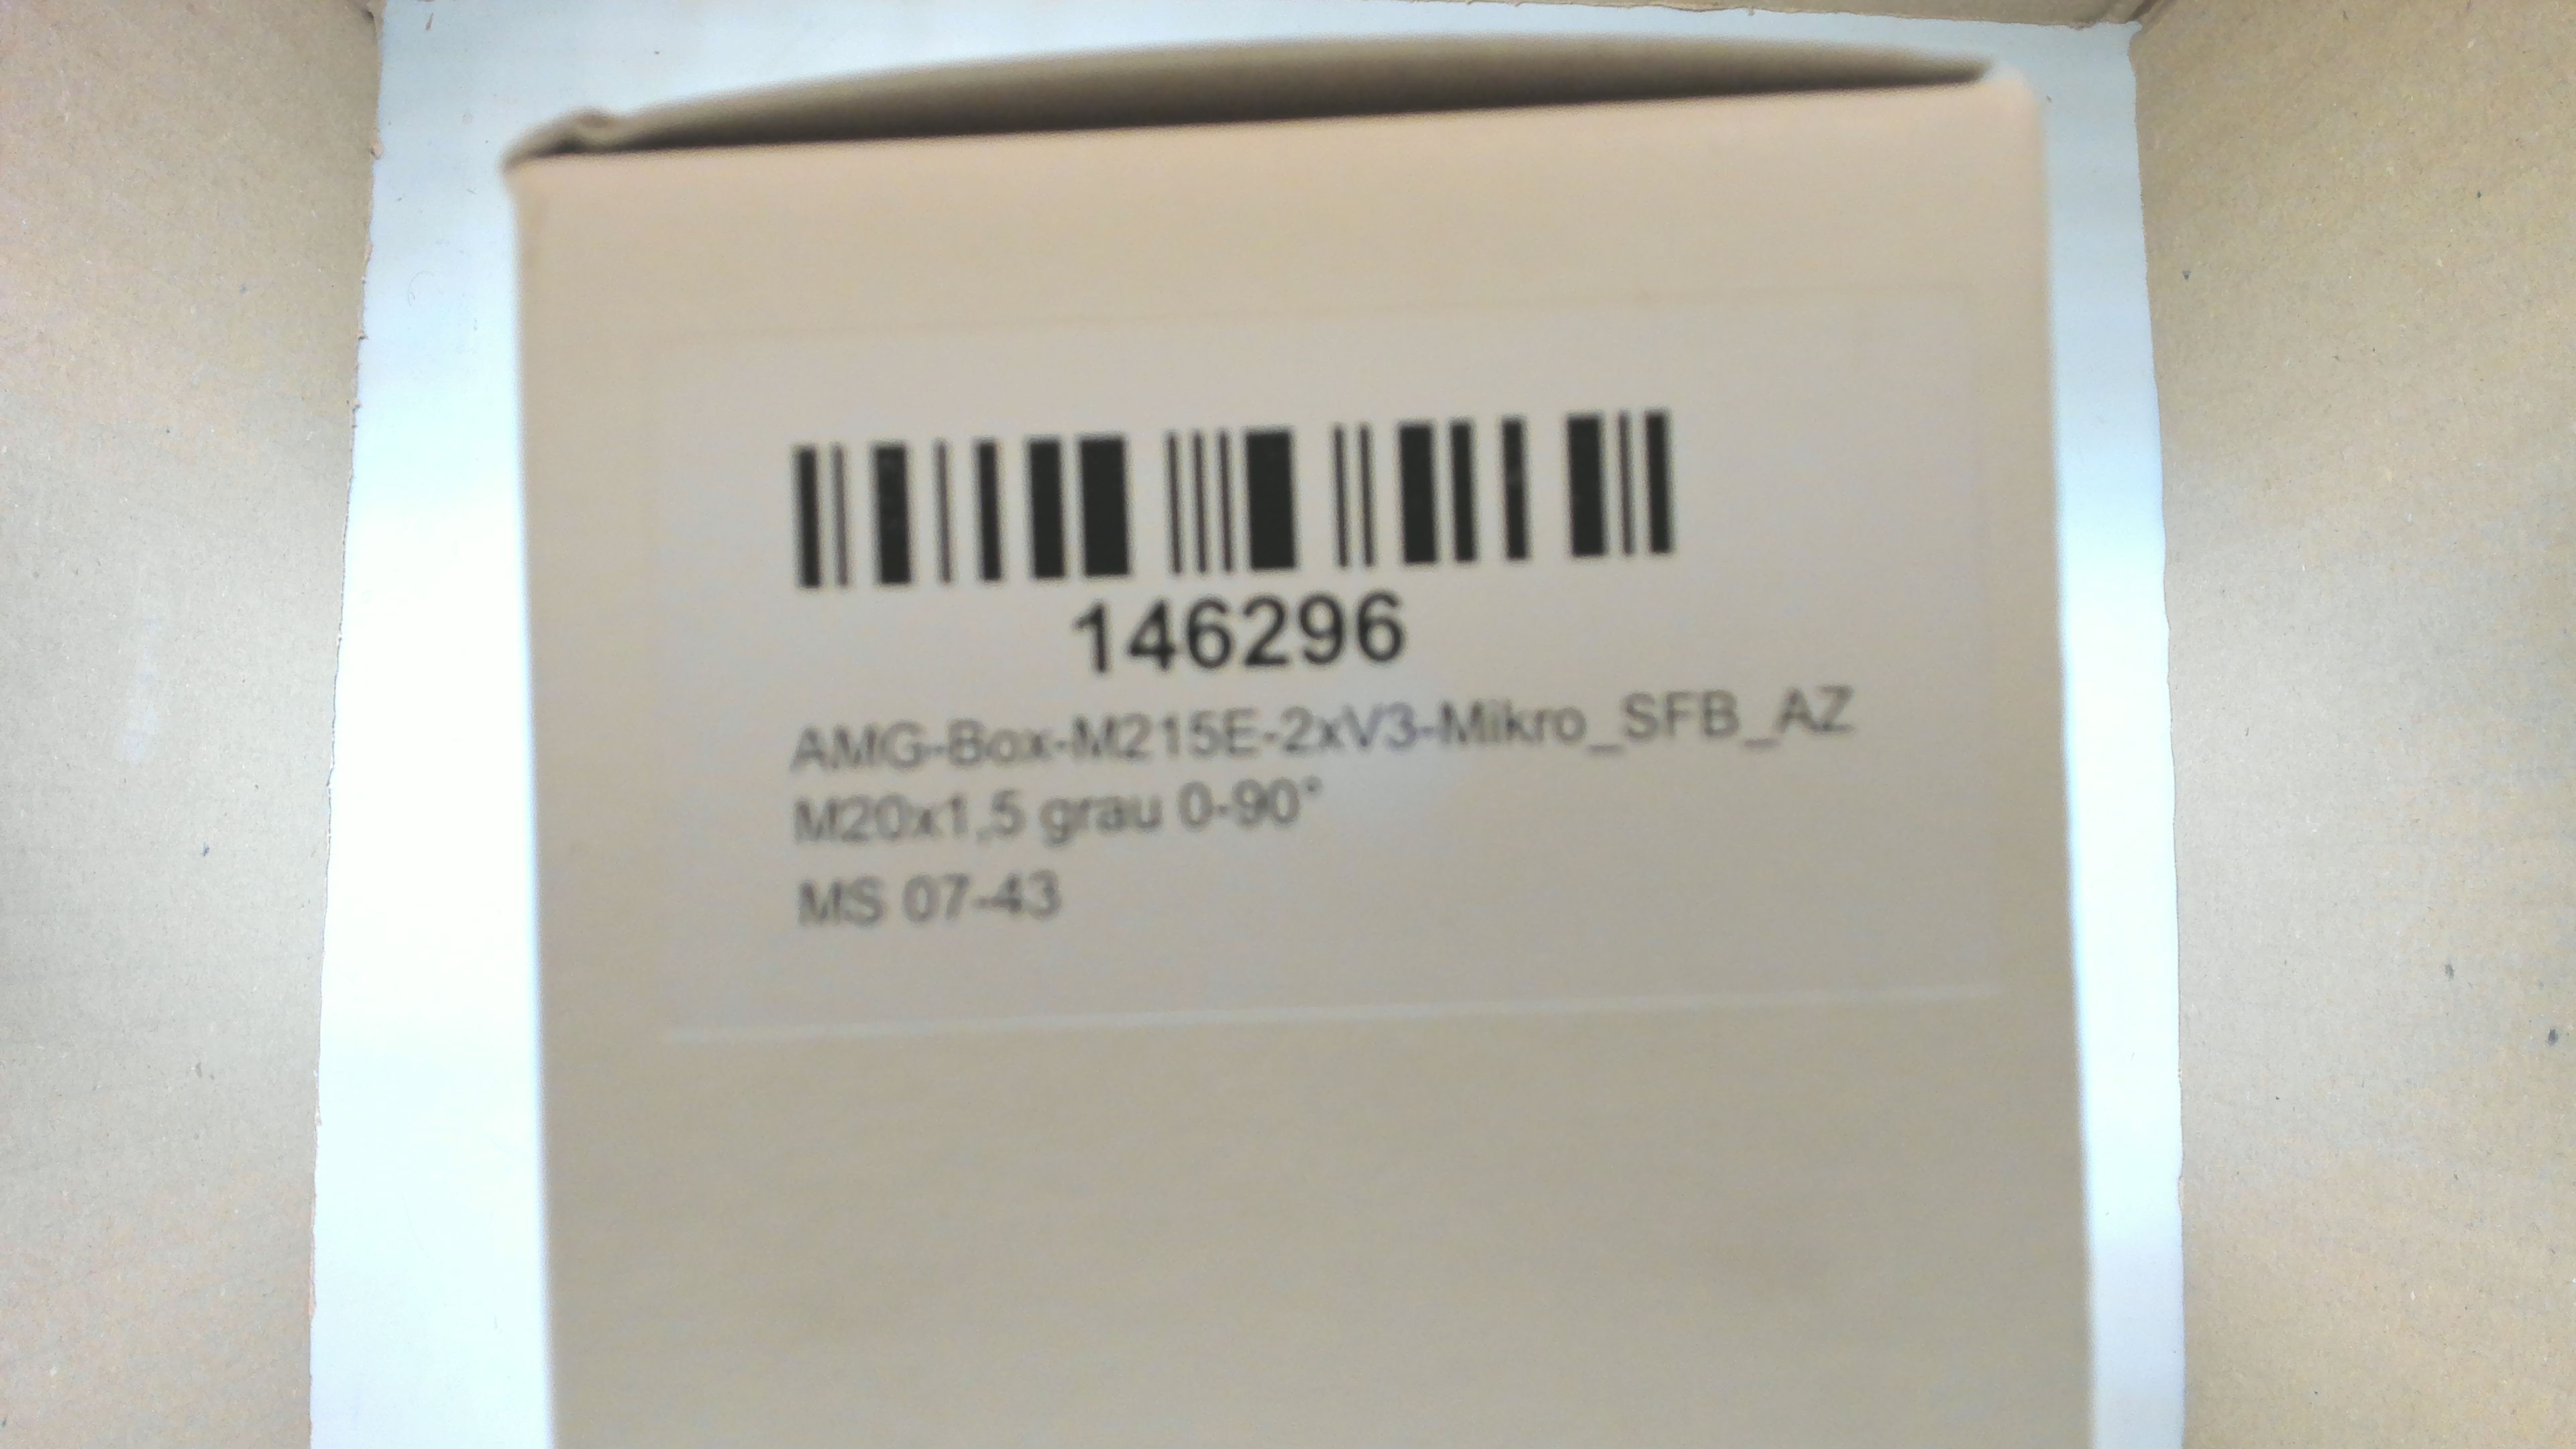 146296
AMG-Box-M215E-2xV3-Mikro_SFB_AZ
M20x1,5 grau 0-90°
MS 07-43